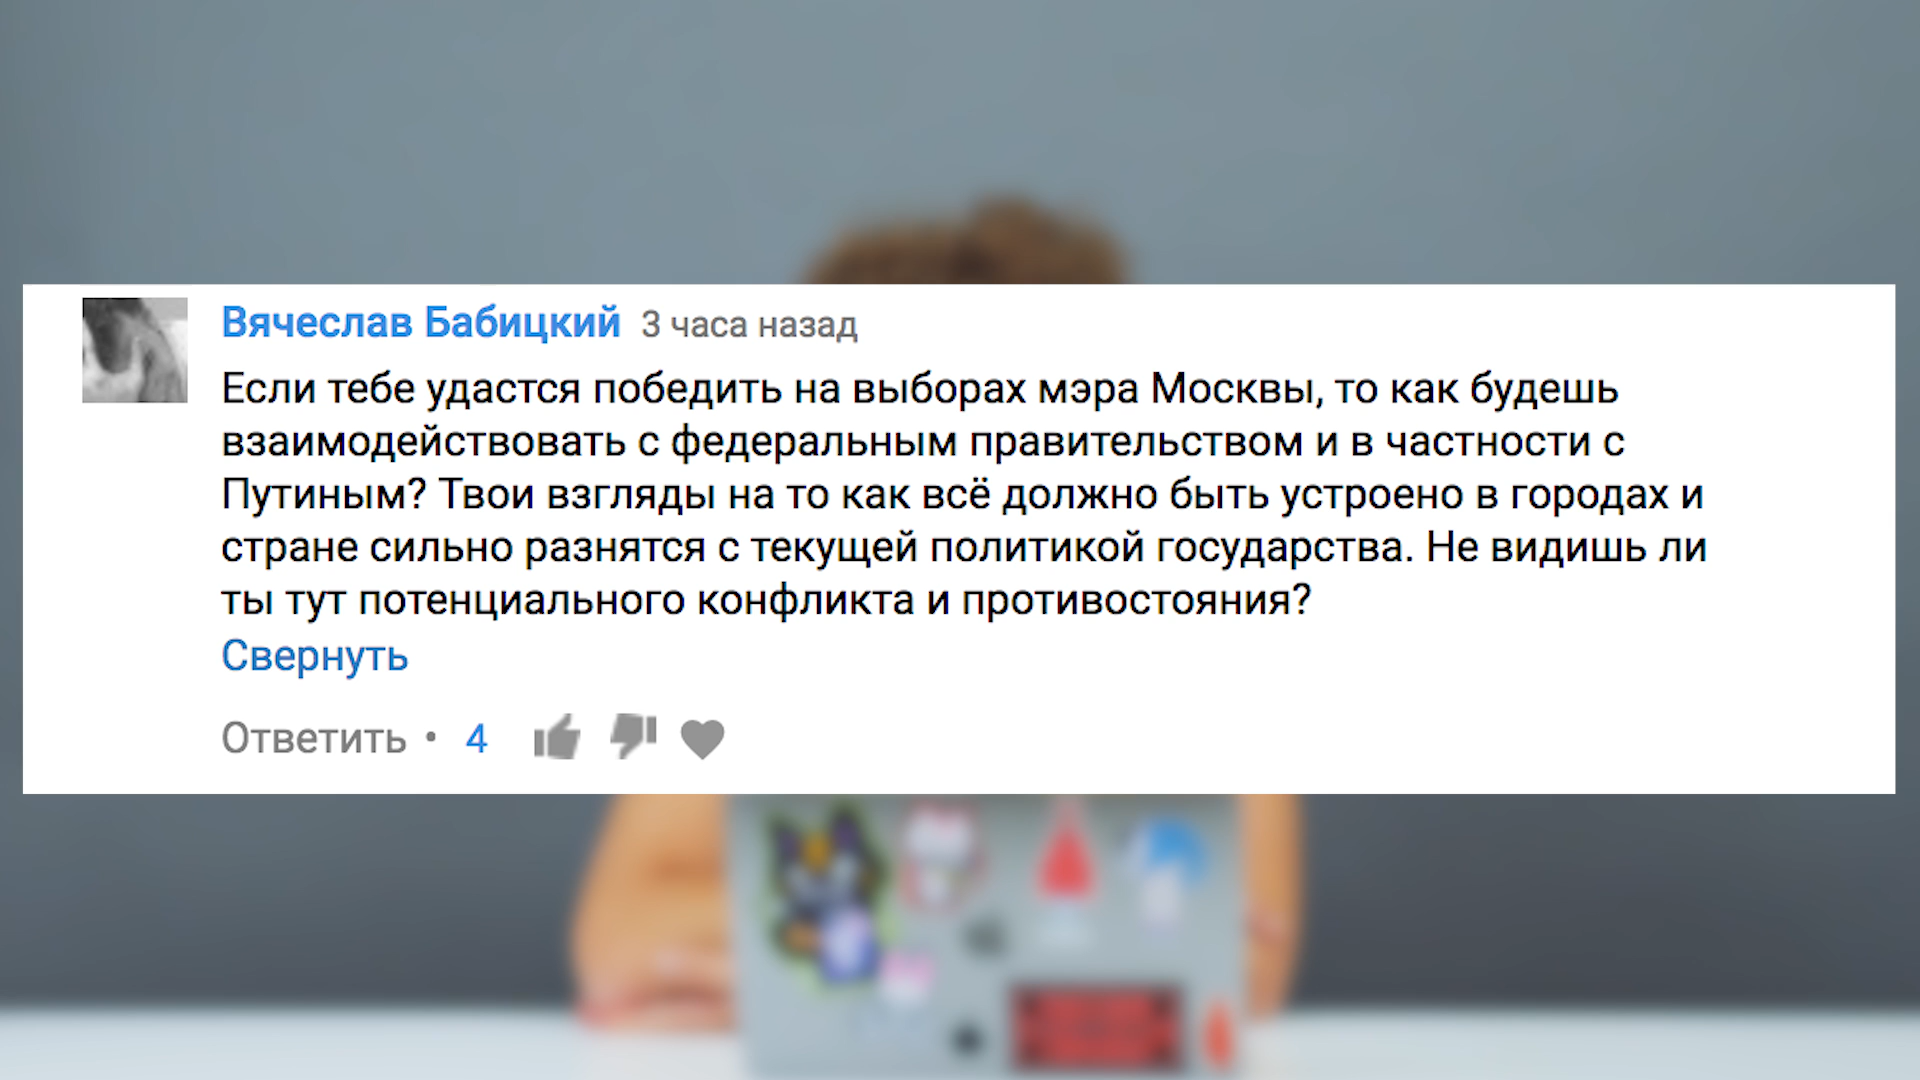 Вячеслав Бабицкий 3 часа назад
Если тебе удастся победить на выборах мэра Москвы, то как будешь
взаимодействовать с федеральным правительством и в частности с
Путиным? Твои взгляды на то как всё должно быть устроено в городах и
стране сильно разнятся с текущей политикой государства. Не видишь ли
ты тут потенциального конфликта и противостояния?
Свернуть
Ответить • 4